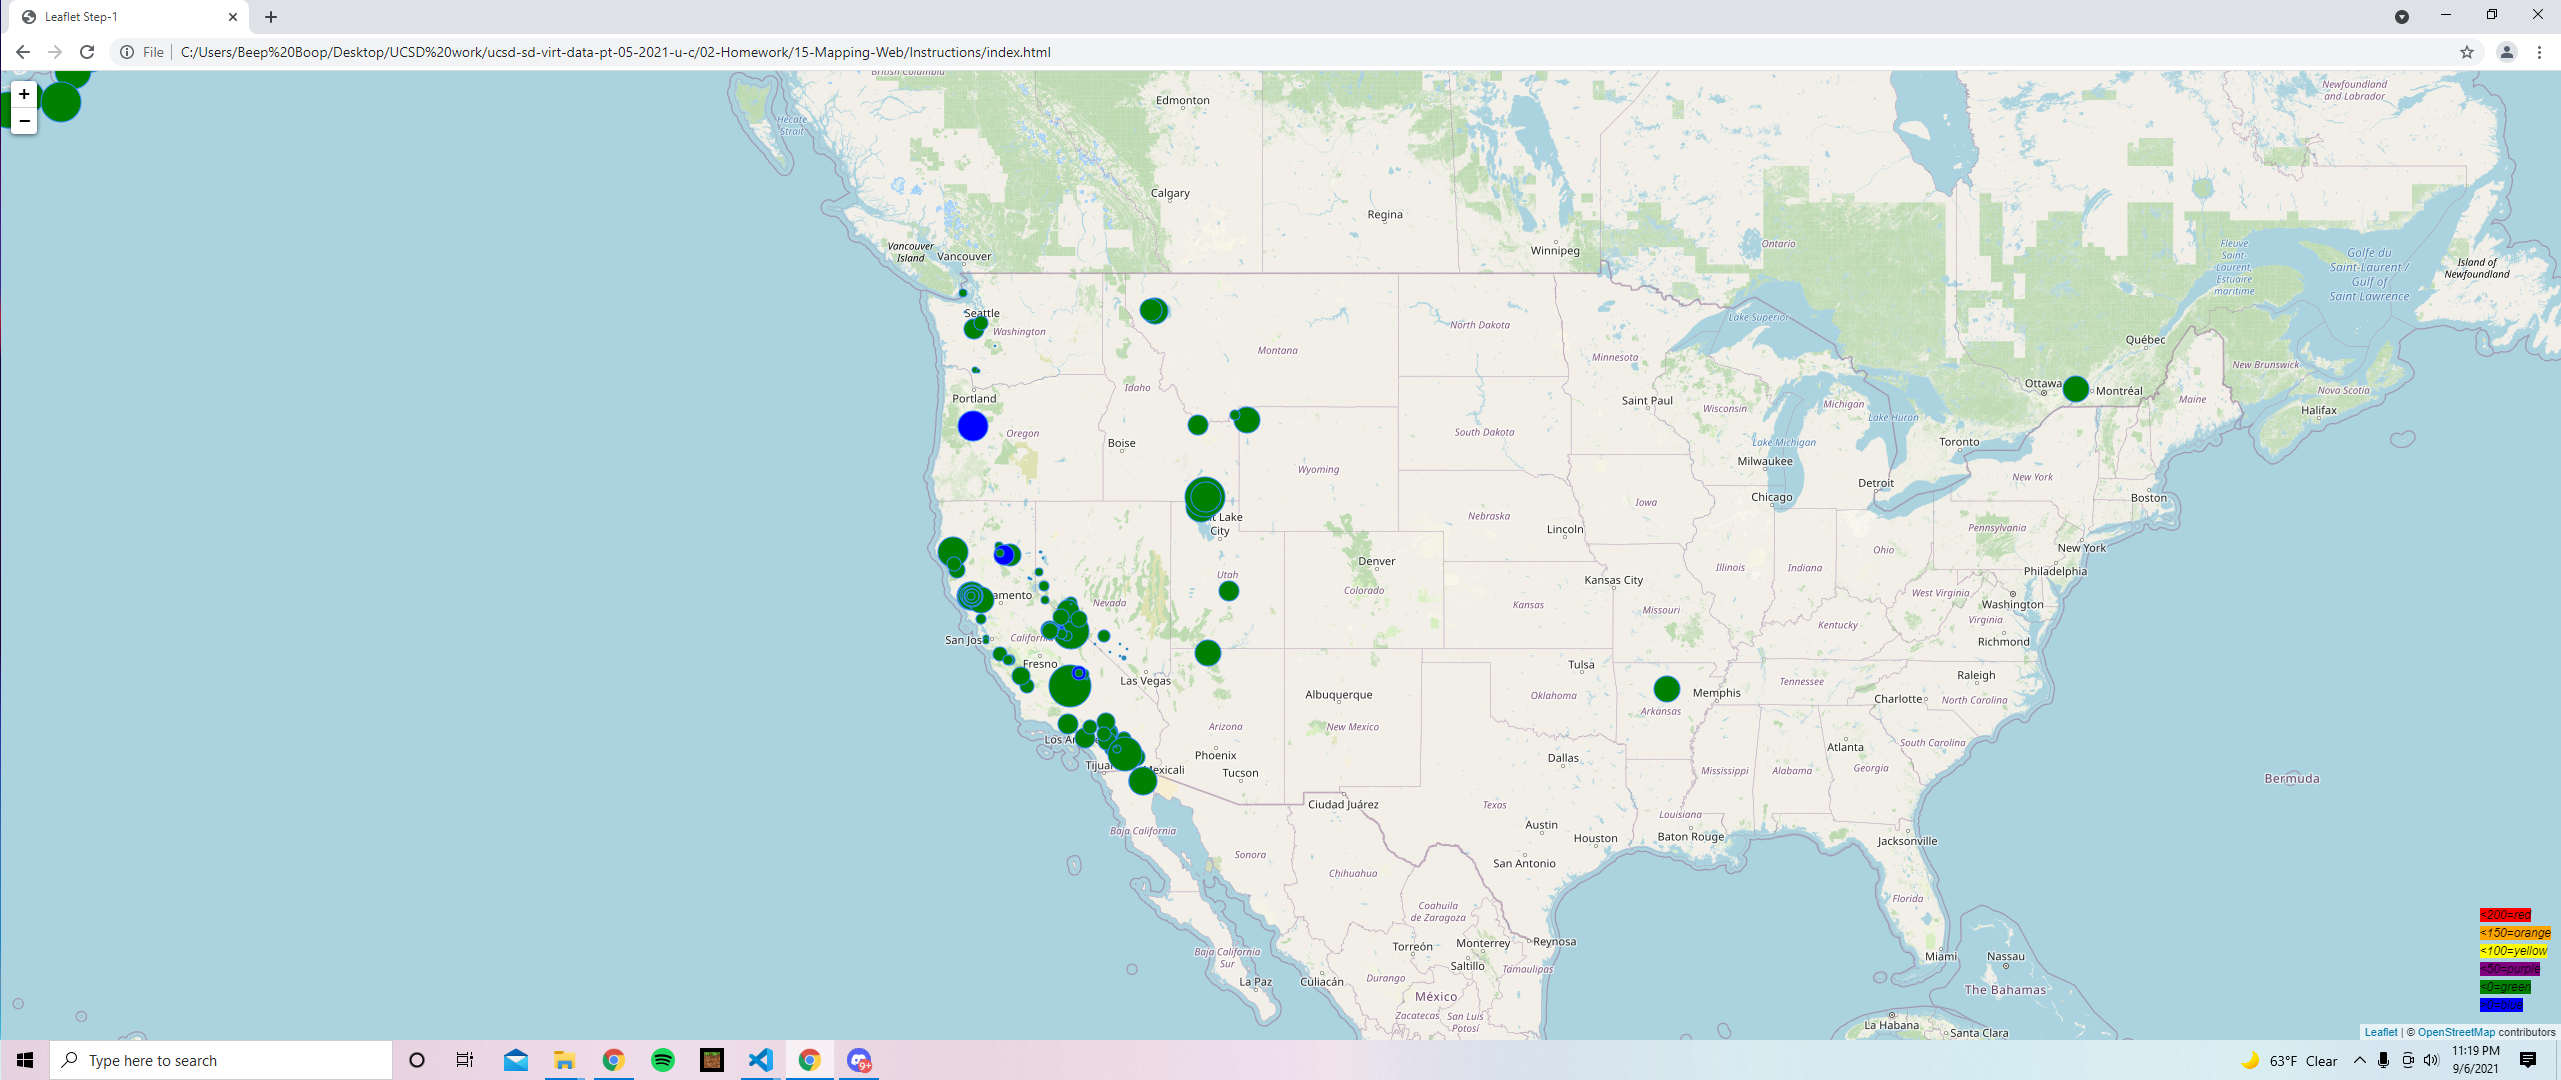 Leaflet Step-1
File
C:/Users/Beep%20Boop/Desktop/UCSD%20work/ucsd-sd-virt-data-pt-05-2021-u-c/02-Homework/15-Mapping-Web/Instructions/index.html
+
−
British Columbia
Edmonton
Newfoundland
and Labrador
Hecate
Strait
Calgary
Regina
Vancouver
Island
Vancouver
Winnipeg
Ontario
Fleuve
Saint-
Laurent,
Estuaire
maritime
Golfe du
Saint-Laurent /
Gulf of
Saint Lawrence
Island of
Newfoundland
Seattle
Washington
North Dakota
Lake Superior
Québec
Montana
Minnesota
New Brunswick
Idaho
Portland
Saint Paul
Wisconsin
Michigan
Lake Huron
Ottawa
Montréal
Maine
Nova Scotia
Halifax
Oregon
Boise
South Dakota
Lake Michigan
Toronto
Wyoming
Milwaukee
New York
Detroit
Chicago
Boston
Iowa
Nebraska
t Lake
City
Lincoln
Pennsylvania
New York
Ohio
Denver
Illinois
Indiana
Philadelphia
Utah
Kansas City
Colorado
amento
Nevada
Kansas
Missouri
West Virginia
Washington
Virginia
Kentucky
San Jos
California
Richmond
Fresno
Tulsa
Las Vegas
Raleigh
Tennessee
Albuquerque
Oklahoma
Memphis
Charlotte
North Carolina
Arkansas
Arizona
New Mexico
Los An
South Carolina
Atlanta
Phoenix
Dallas
Tijua
Mexicali
Tucson
Mississippi
Alabama
Georgia
Bermuda
Ciudad Juárez
Texas
Louisiana
Austin
Baja California
Houston
Baton Rouge
Jacksonville
Sonora
San Antonio
Chihuahua
Florida
Coahuila
de Zaragoza
<200=red
<150=orange
<100=yellow
<50=purple
<0=green
Torreón
Monterrey
Reynosa
Baja California
Sur
Saltillo
Tamaulipas
Miami
Nassau
La Paz
Culiacán
Durango
México
The Bahamas
Zacatecas
San Luis
Potosí
La Habana
Santa Clara
Leaflet | © OpenStreetMap contributors
Type here to search
9+
63°F Clear
11:19 PM
9/6/2021